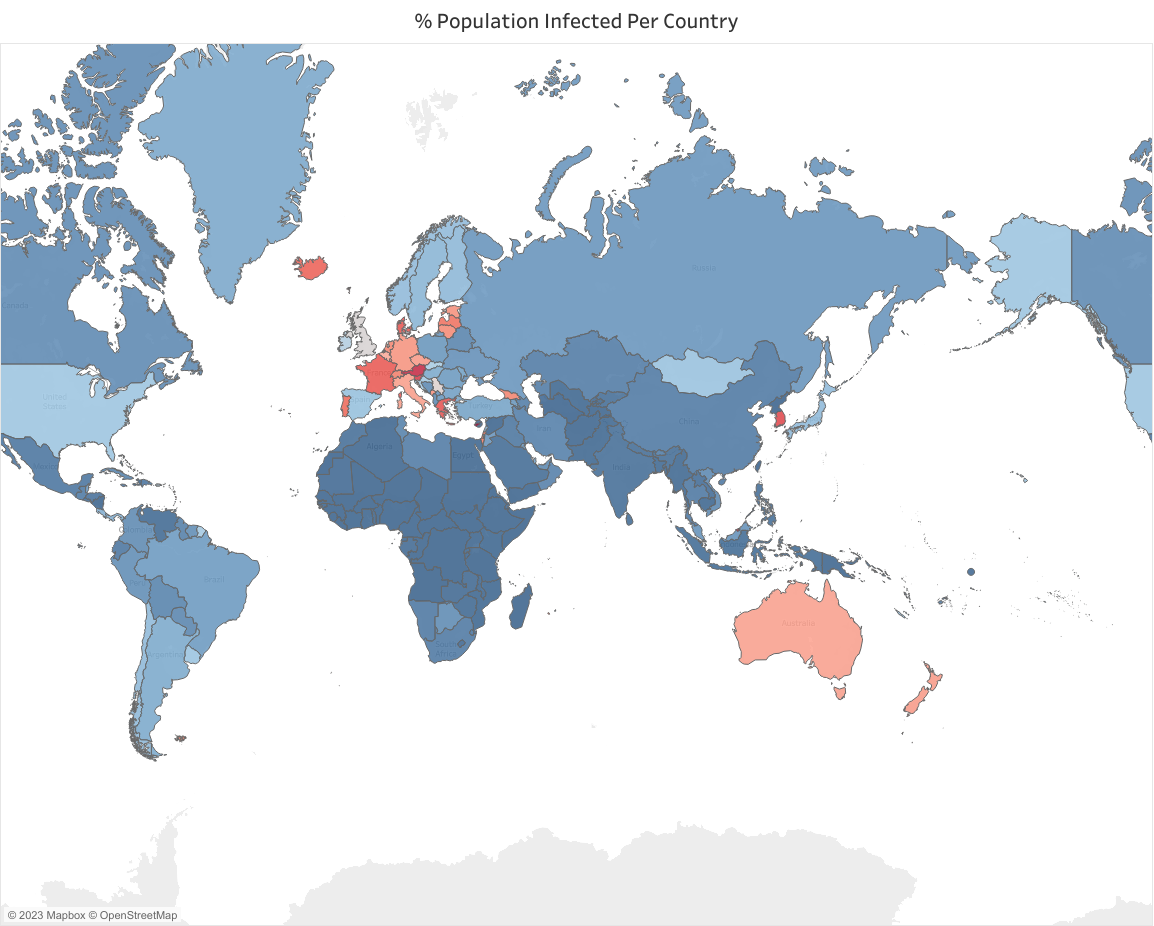 % Population Infected Per Country
Russia
Canada
United
States
China
Iran
Algeria
Egypt
India
Brazil
Argentina
Africa
Australia
© 2023 Mapbox © OpenStreetMap